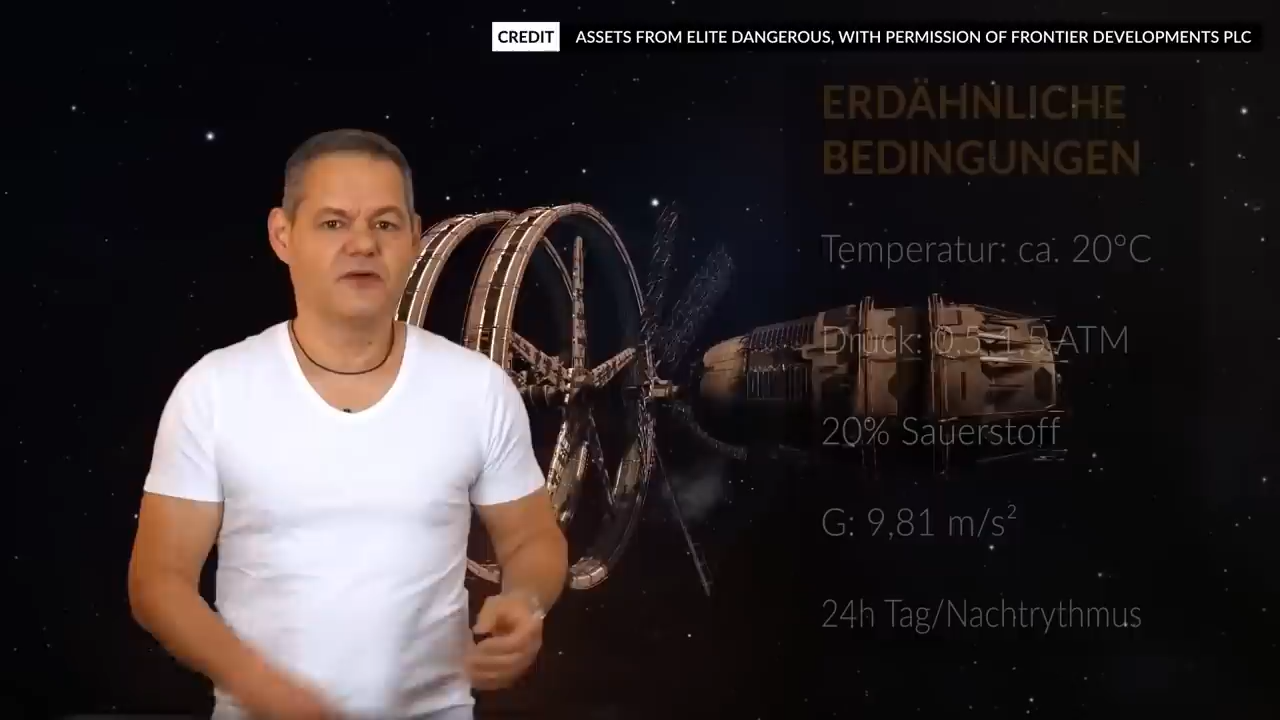 CREDIT ASSETS FROM ELITE DANGEROUS, WITH PERMISSION OF FRONTIER DEVELOPMENTS PLC
ERDÄHNLICHE
BEDINGUNGEN
Temperatur: ca. 20°C
Druck: 0,5-1,5 ATM
20% Sauerstoff
G: 9,81 m/s²
24h Tag/Nachtrythmus